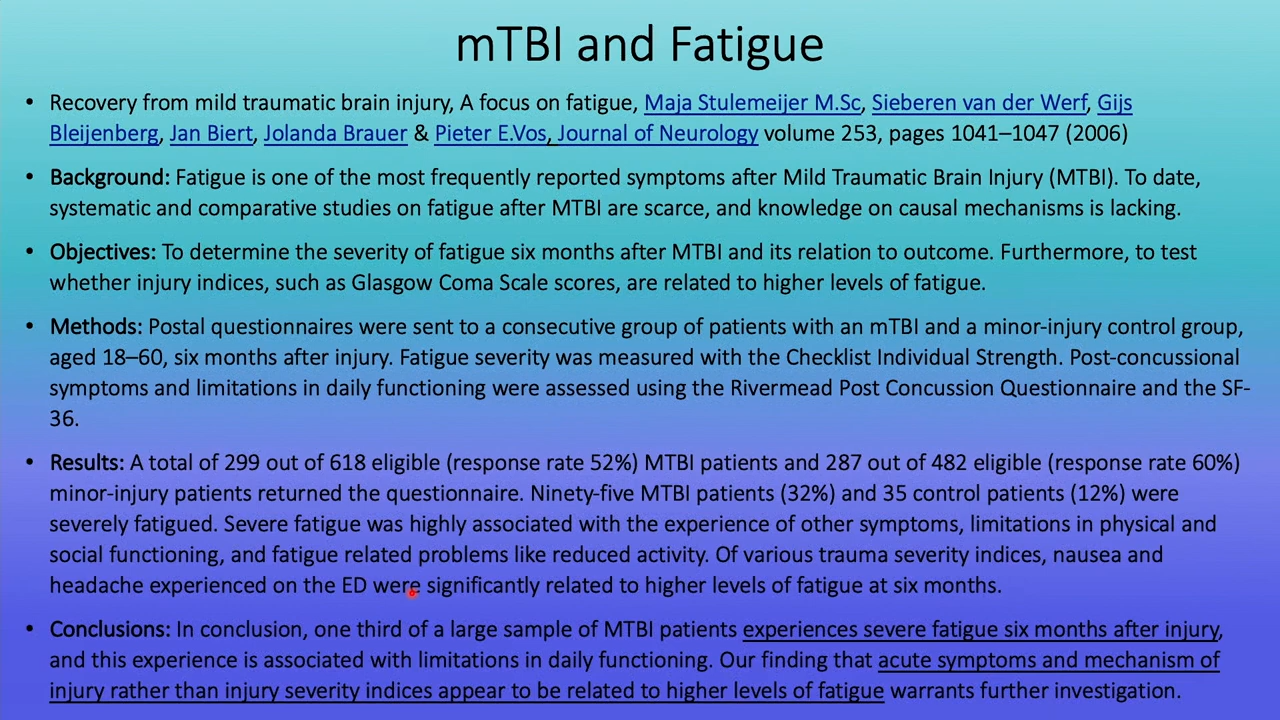 mTBI and Fatigue
• Recovery from mild traumatic brain injury, A focus on fatigue, Maja Stulemeijer M.Sc, Sieberen van der Werf, Gijs
Bleijenberg, Jan Biert, Jolanda Brauer & Pieter E.Vos, Journal of Neurology volume 253, pages 1041–1047 (2006)
• Background: Fatigue is one of the most frequently reported symptoms after Mild Traumatic Brain Injury (MTBI). To date,
systematic and comparative studies on fatigue after MTBI are scarce, and knowledge on causal mechanisms is lacking.
• Objectives: To determine the severity of fatigue six months after MTBI and its relation to outcome. Furthermore, to test
whether injury indices, such as Glasgow Coma Scale scores, are related to higher levels of fatigue.
• Methods: Postal questionnaires were sent to a consecutive group of patients with an mTBI and a minor-injury control group,
aged 18–60, six months after injury. Fatigue severity was measured with the Checklist Individual Strength. Post-concussional
symptoms and limitations in daily functioning were assessed using the Rivermead Post Concussion Questionnaire and the SF-
36.
• Results: A total of 299 out of 618 eligible (response rate 52%) MTBI patients and 287 out of 482 eligible (response rate 60%)
minor-injury patients returned the questionnaire. Ninety-five MTBI patients (32%) and 35 control patients (12%) were
severely fatigued. Severe fatigue was highly associated with the experience of other symptoms, limitations in physical and
social functioning, and fatigue related problems like reduced activity. Of various trauma severity indices, nausea and
headache experienced on the ED were significantly related to higher levels of fatigue at six months.
• Conclusions: In conclusion, one third of a large sample of MTBI patients experiences severe fatigue six months after injury,
and this experience is associated with limitations in daily functioning. Our finding that acute symptoms and mechanism of
injury rather than injury severity indices appear to be related to higher levels of fatigue warrants further investigation.